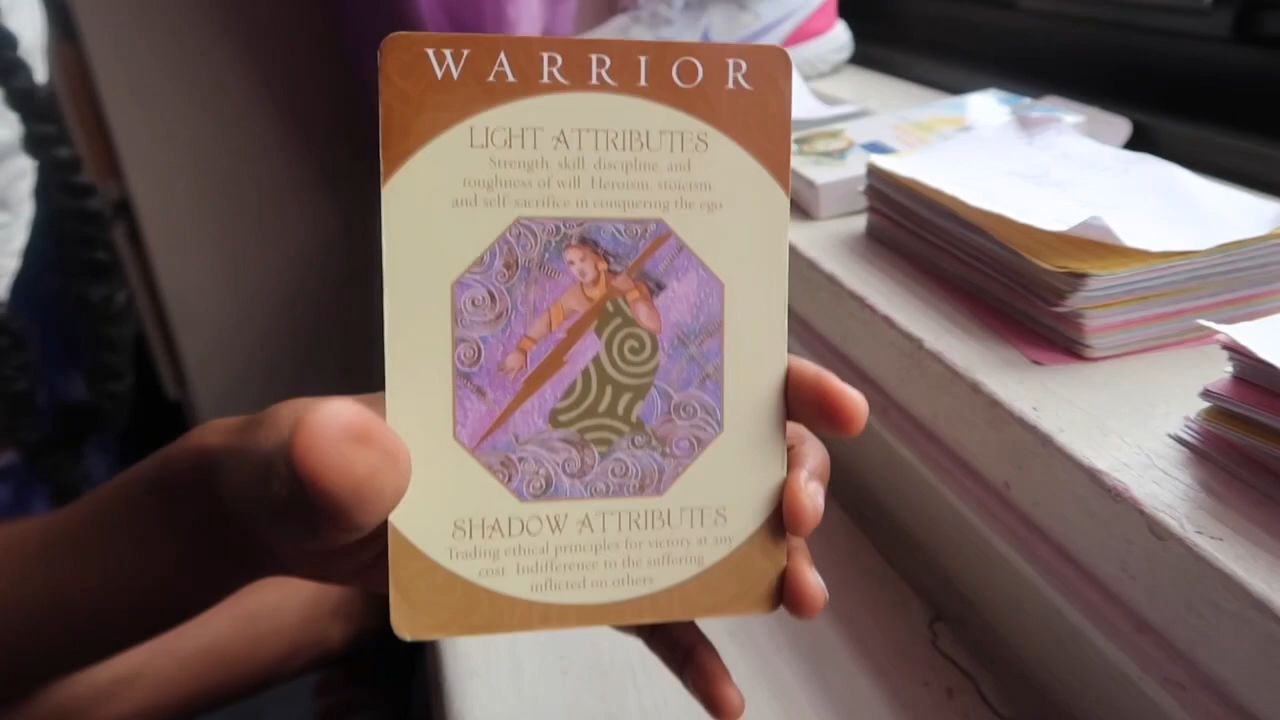 WARRIOR
LIGHT ATTRIBUTES
Strength, skill, discipline, and
toughness of will. Heroism, stoicism,
and self-sacrifice in conquering the ego
SHADOW ATTRIBUTES
Trading ethical principles for victory at any
cost. Indifference to the suffering
inflicted on others